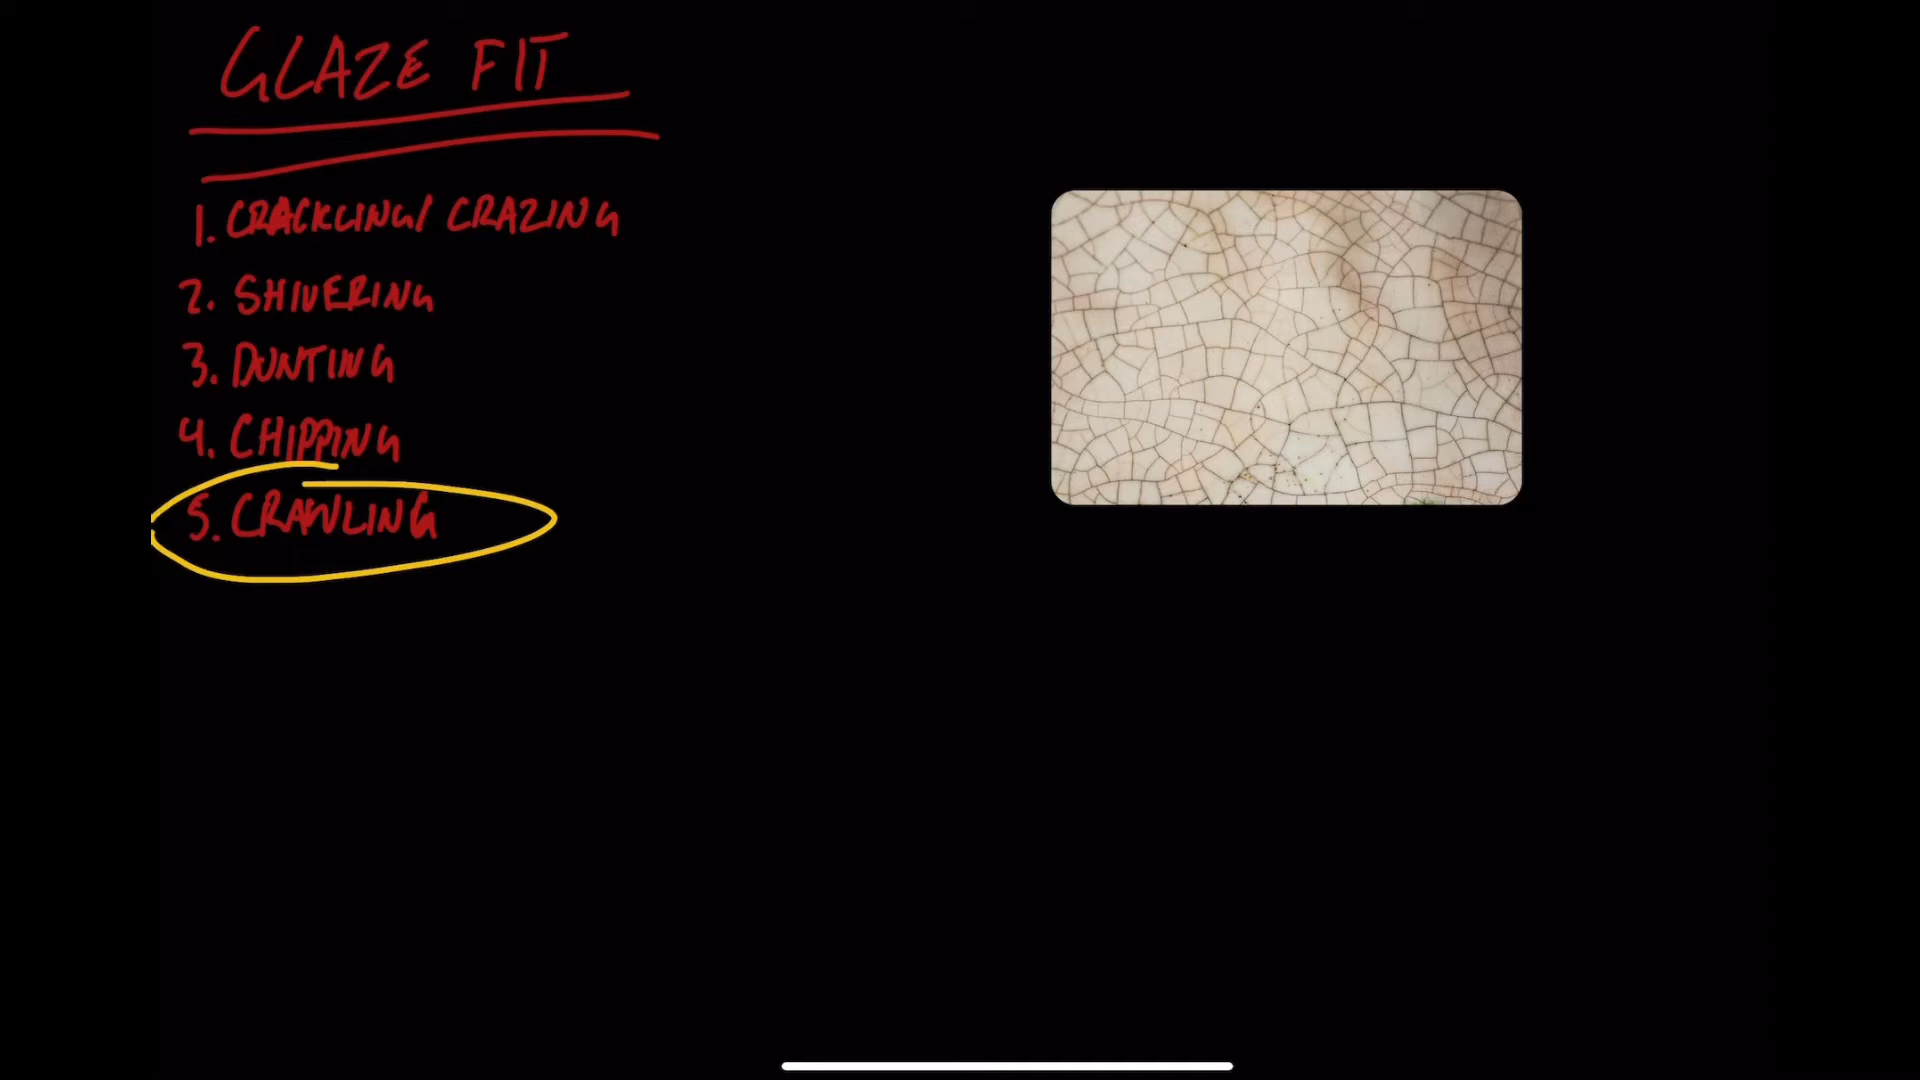 GLAZE FIT
1. CRACKLING/ CRAZING
2. SHIVERING
3. DUNTING
4. CHIPPING
5. CRAWLING